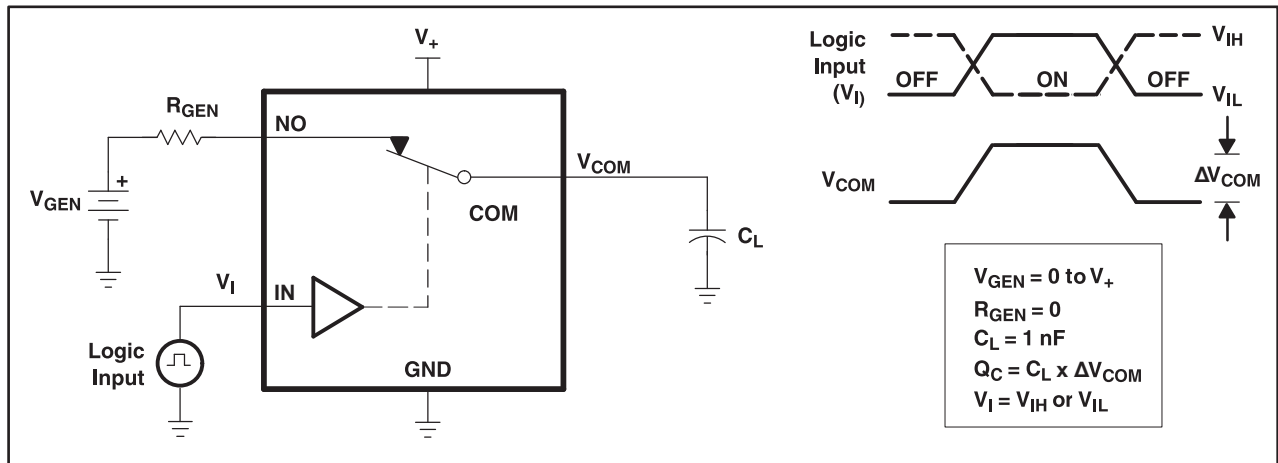 V+
RGEN
NO
VCOM
COM
VGEN
+
CL
VI
IN
Logic
Input
GND
Logic
Input
(VI)
OFF
ON
OFF
VIH
VIL
VCOM
ΔVCOM
VGEN = 0 to V+
RGEN = 0
CL = 1 nF
QC = CL x ΔVCOM
VI = VIH or VIL